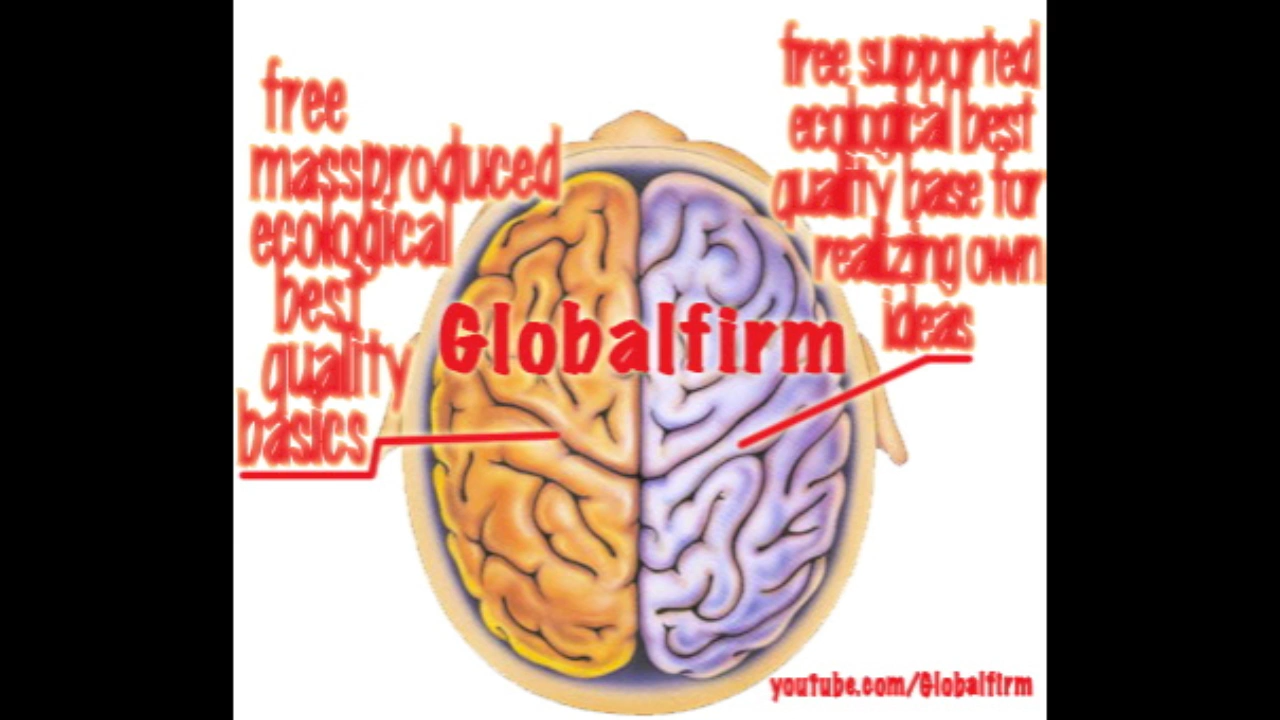 free
massproduced
ecological
best
quality
basics
free supported
ecological best
quality base for
realizing own
ideas
Globalfirm
youtube.com/Globalfirm